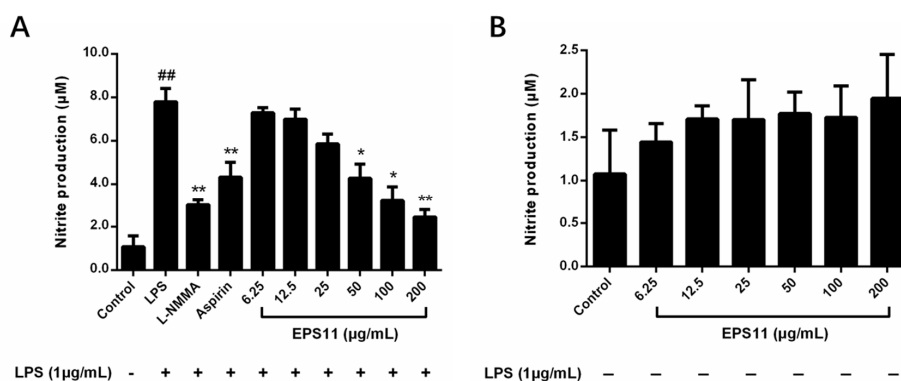 A
Nitrite production (μM)
10.0
8.0
6.0
4.0
2.0
0.0
##
**
**
*
*
**
Control
LPS
L-NMMA
Aspirin
6.25
12.5
25
50
100
200
EPS11 (μg/mL)
LPS (1μg/mL) - + + + + + + + + +
B
Nitrite production (μM)
2.5
2.0
1.5
1.0
0.5
0.0
Control
6.25
12.5
25
50
100
200
EPS11 (μg/mL)
LPS (1μg/mL) – – – – – – –